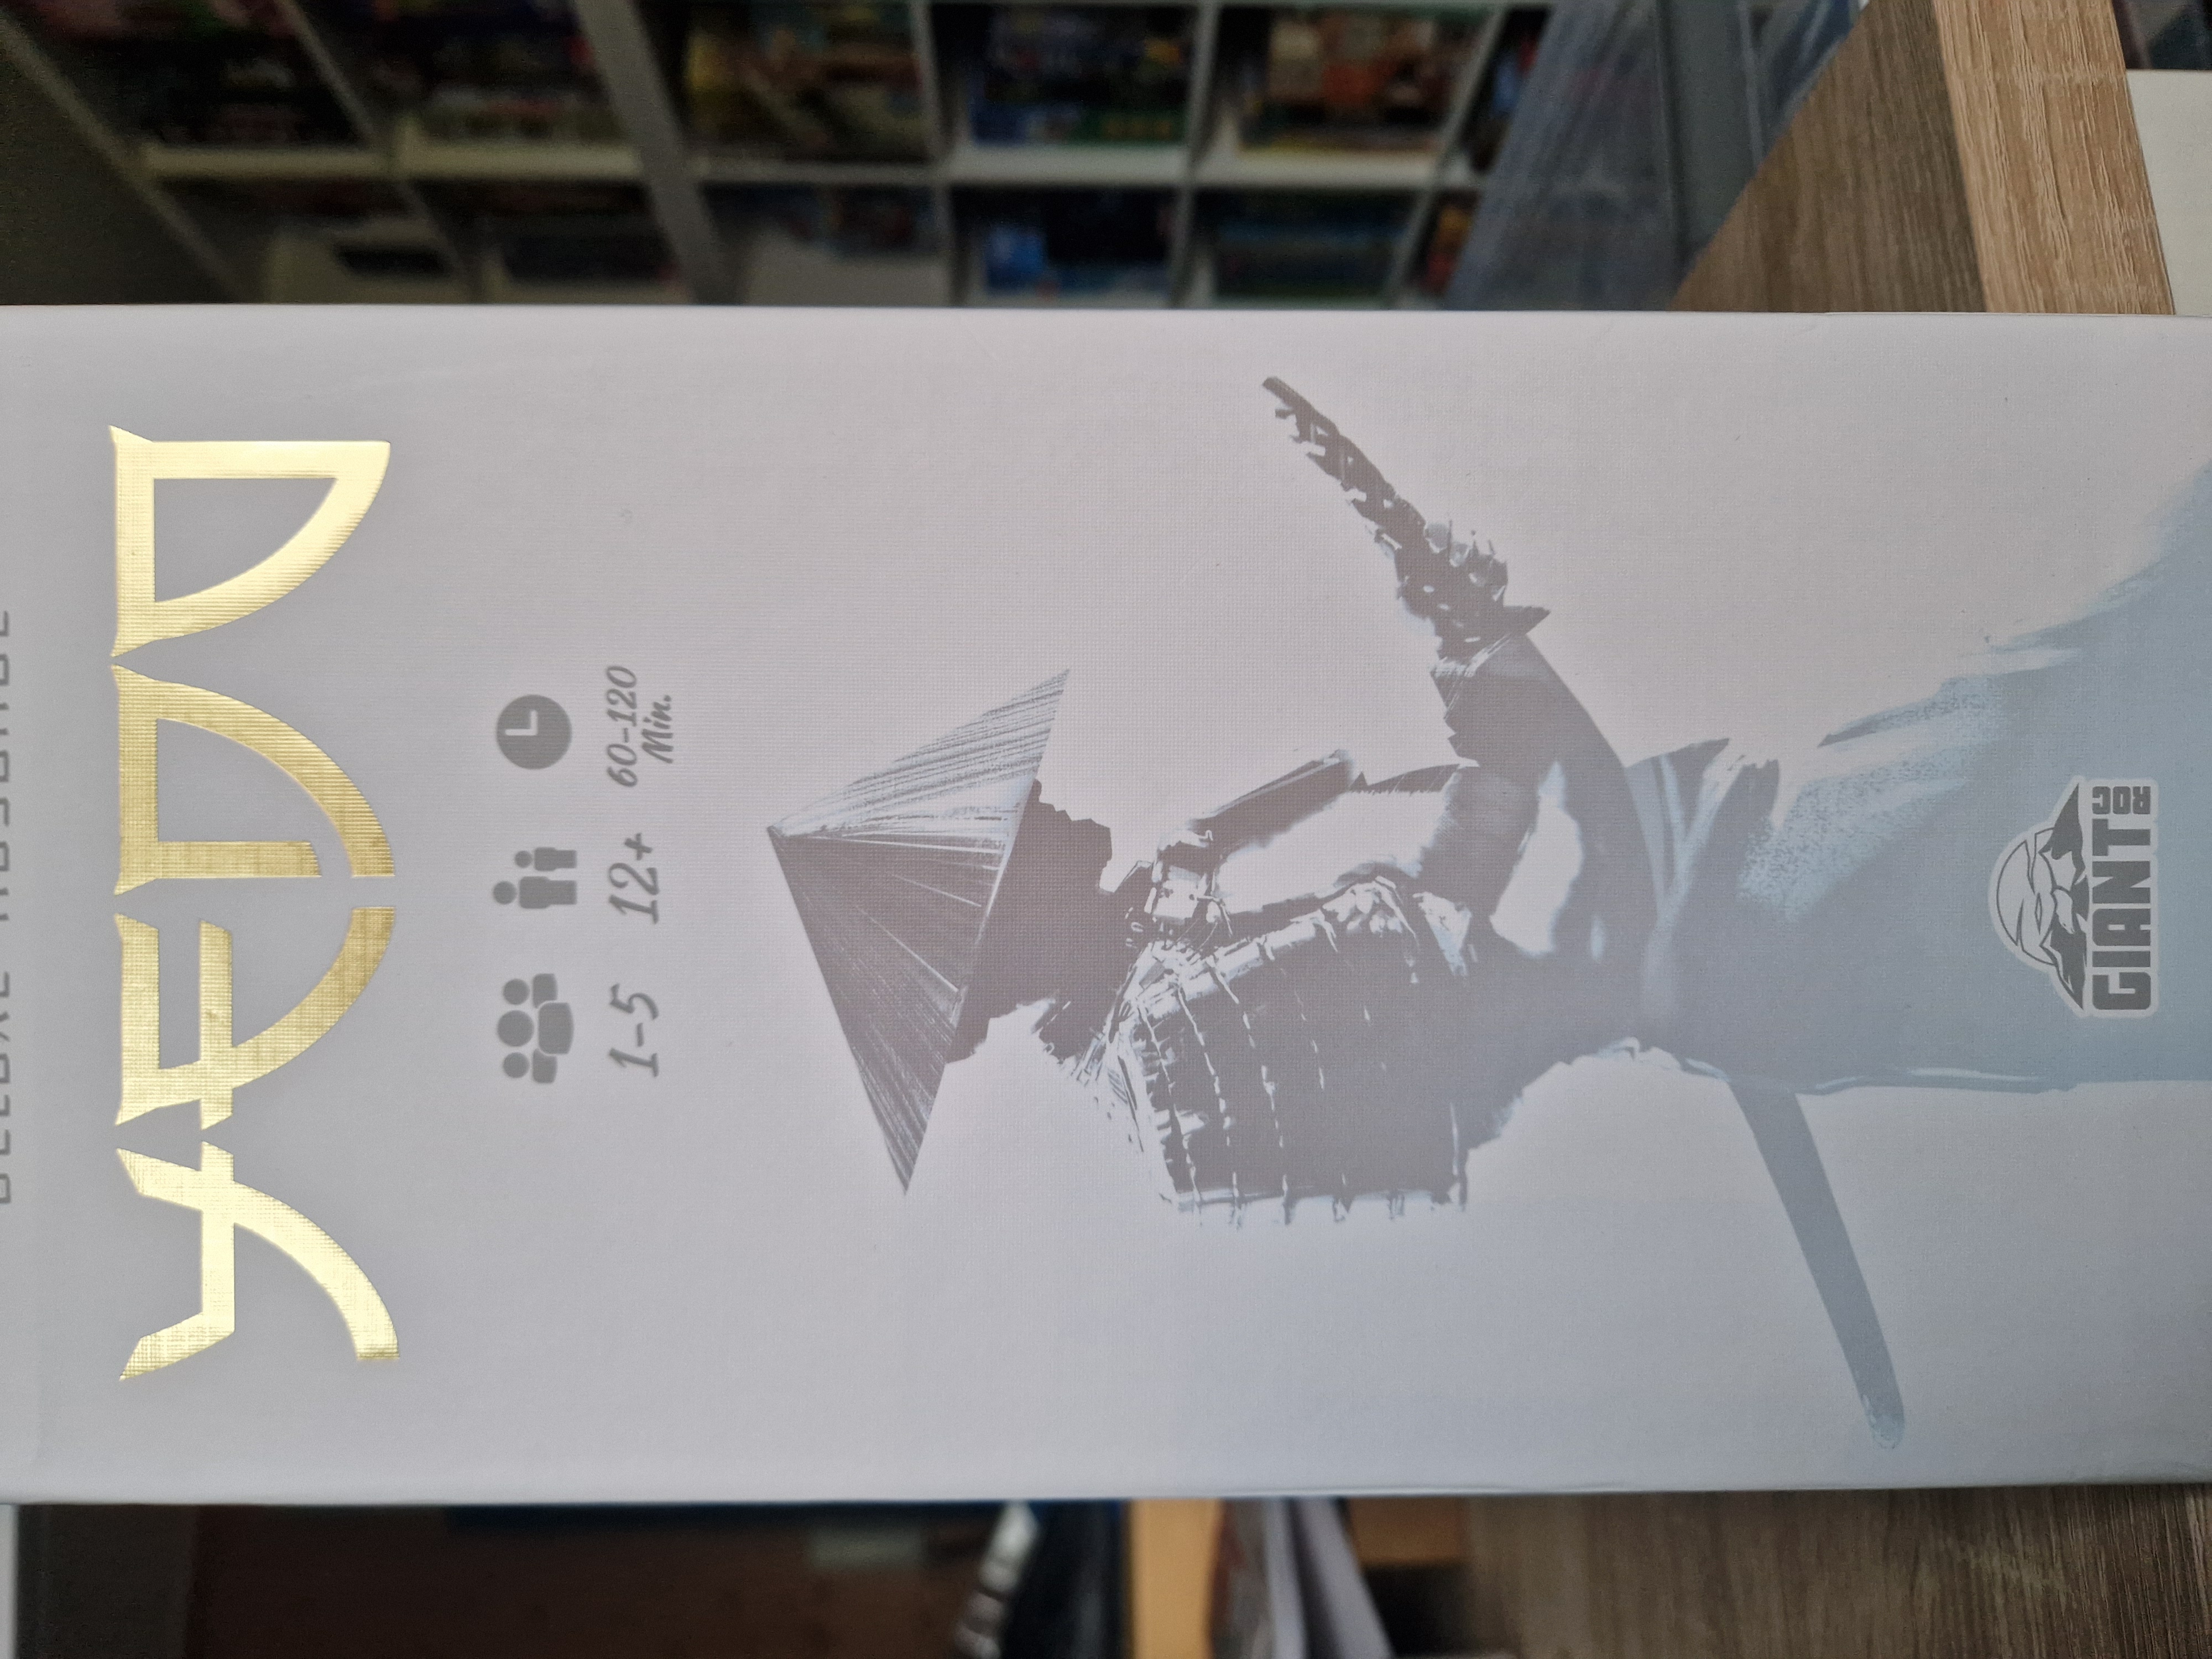 YEDO
1-5
12+
60-120
Min.
GIANT
ROC